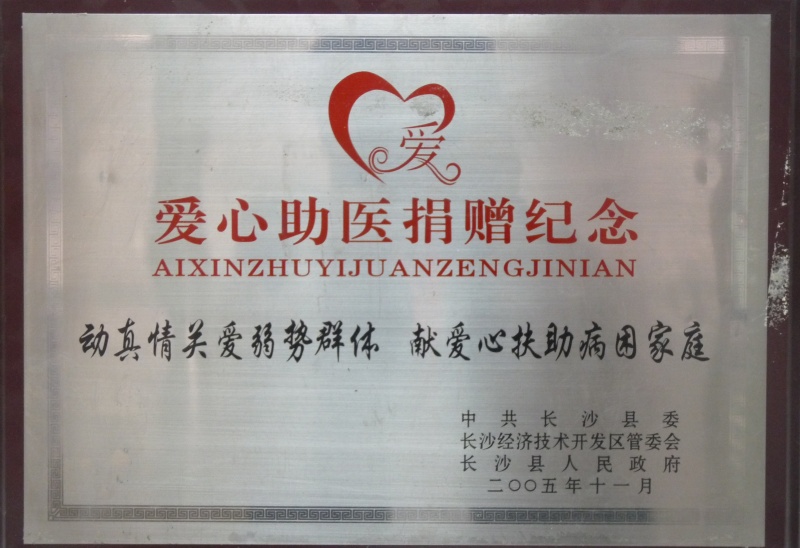 爱
爱心助医捐赠纪念
AIXINZHUYIJUANZENGJINIAN
动真情关爱弱势群体 献爱心扶助病困家庭
中共长沙县委
长沙经济技术开发区管委会
长沙县人民政府
二〇〇五年十一月